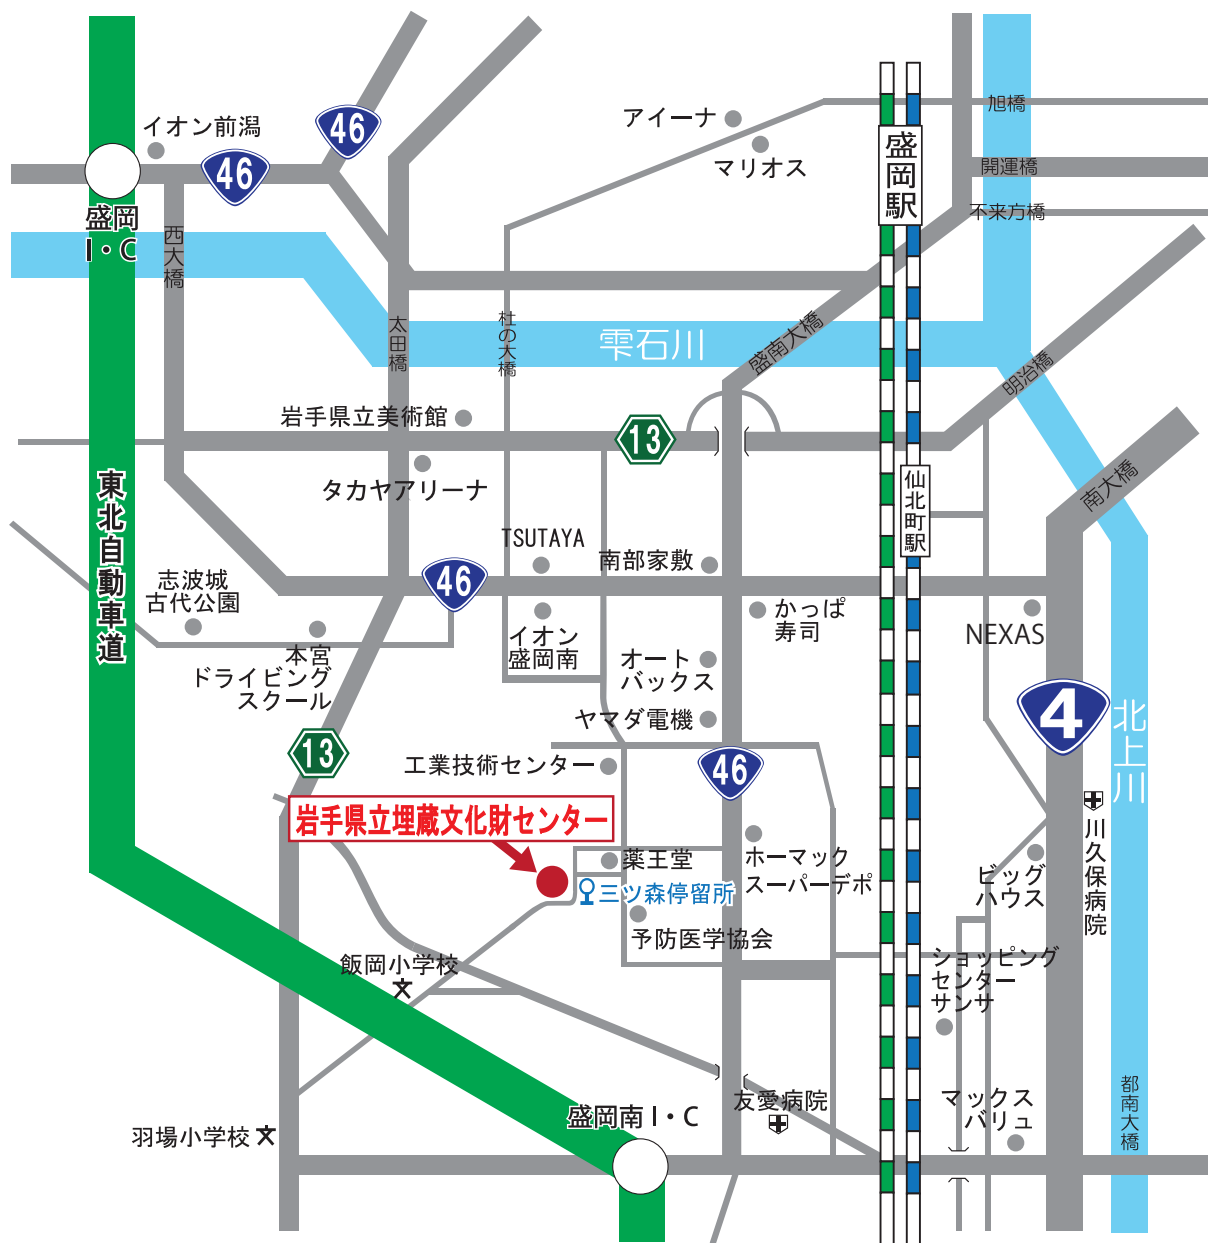 46
イオン前潟
46
盛岡
I・C
西大橋
アイーナ
マリオス
盛岡駅
旭橋
開運橋
不来方橋
太田橋
杜の大橋
雫石川
盛南大橋
明治橋
岩手県立美術館
13
タカヤアリーナ
仙北町駅
南大橋
東北自動車道
TSUTAYA
南部家敷
46
志波城
古代公園
本宮
ドライビング
スクール
イオン
盛岡南
かっぱ
寿司
NEXAS
オート
バックス
ヤマダ電機
4
北上川
13
工業技術センター
46
岩手県立埋蔵文化財センター
薬王堂
三ツ森停留所
ホーマック
スーパーデポ
川久保病院
ビッグ
ハウス
予防医学協会
飯岡小学校
ショッピング
センター
サンサ
盛岡南I・C
友愛病院
マックス
バリュ
都南大橋
羽場小学校